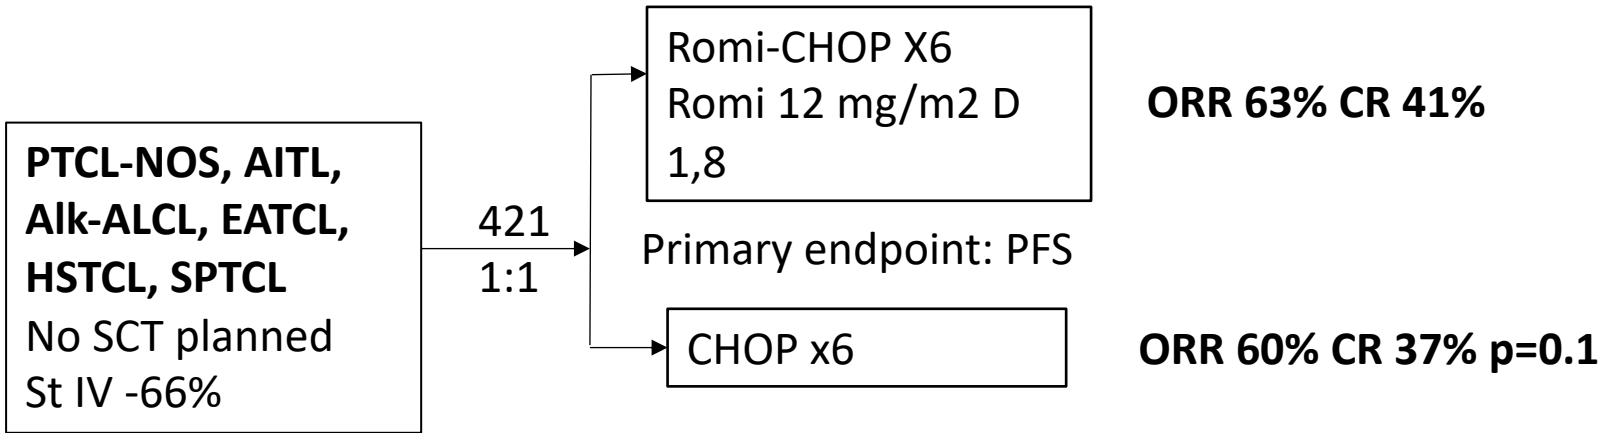 PTCL-NOS, AITL,
Alk-ALCL, EATCL,
HSTCL, SPTCL
No SCT planned
St IV -66%
421
1:1
Romi-CHOP X6
Romi 12 mg/m2 D
1,8
ORR 63% CR 41%
Primary endpoint: PFS
CHOP x6
ORR 60% CR 37% p=0.1